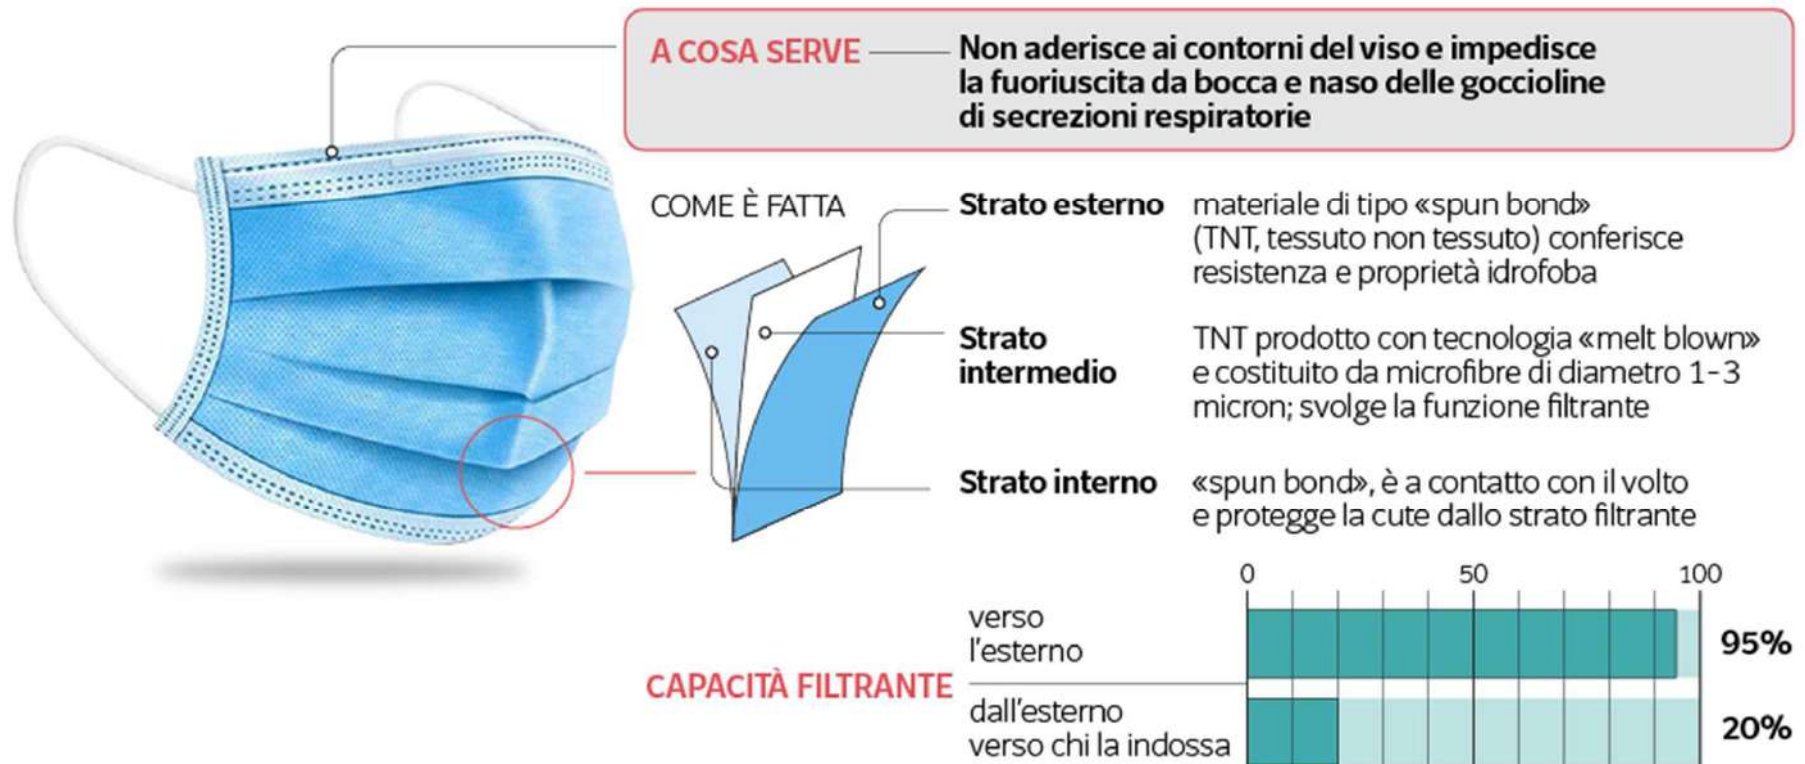 A COSA SERVE
Non aderisce ai contorni del viso e impedisce
la fuoriuscita da bocca e naso delle goccioline
di secrezioni respiratorie
COME È FATTA
Strato esterno
materiale di tipo «spun bond»
(TNT, tessuto non tessuto) conferisce
resistenza e proprietà idrofoba
Strato
intermedio
TNT prodotto con tecnologia «melt blown»
e costituito da microfibre di diametro 1-3
micron; svolge la funzione filtrante
Strato interno
«spun bond», è a contatto con il volto
e protegge la cute dallo strato filtrante
CAPACITÀ FILTRANTE
0 50 100
verso
l'esterno
95%
dall'esterno
verso chi la indossa
20%